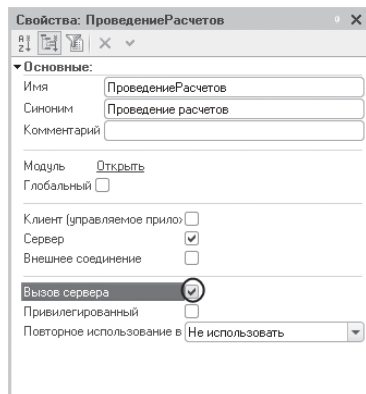 Свойства: ПроведениеРасчетов
Основные:
Имя ПроведениеРасчетов
Синоним Проведение расчетов
Комментарий
Модуль Открыть
Глобальный
Клиент (управляемое прило
Сервер
Внешнее соединение
Вызов сервера
Привилегированный
Повторное использование в Не использовать